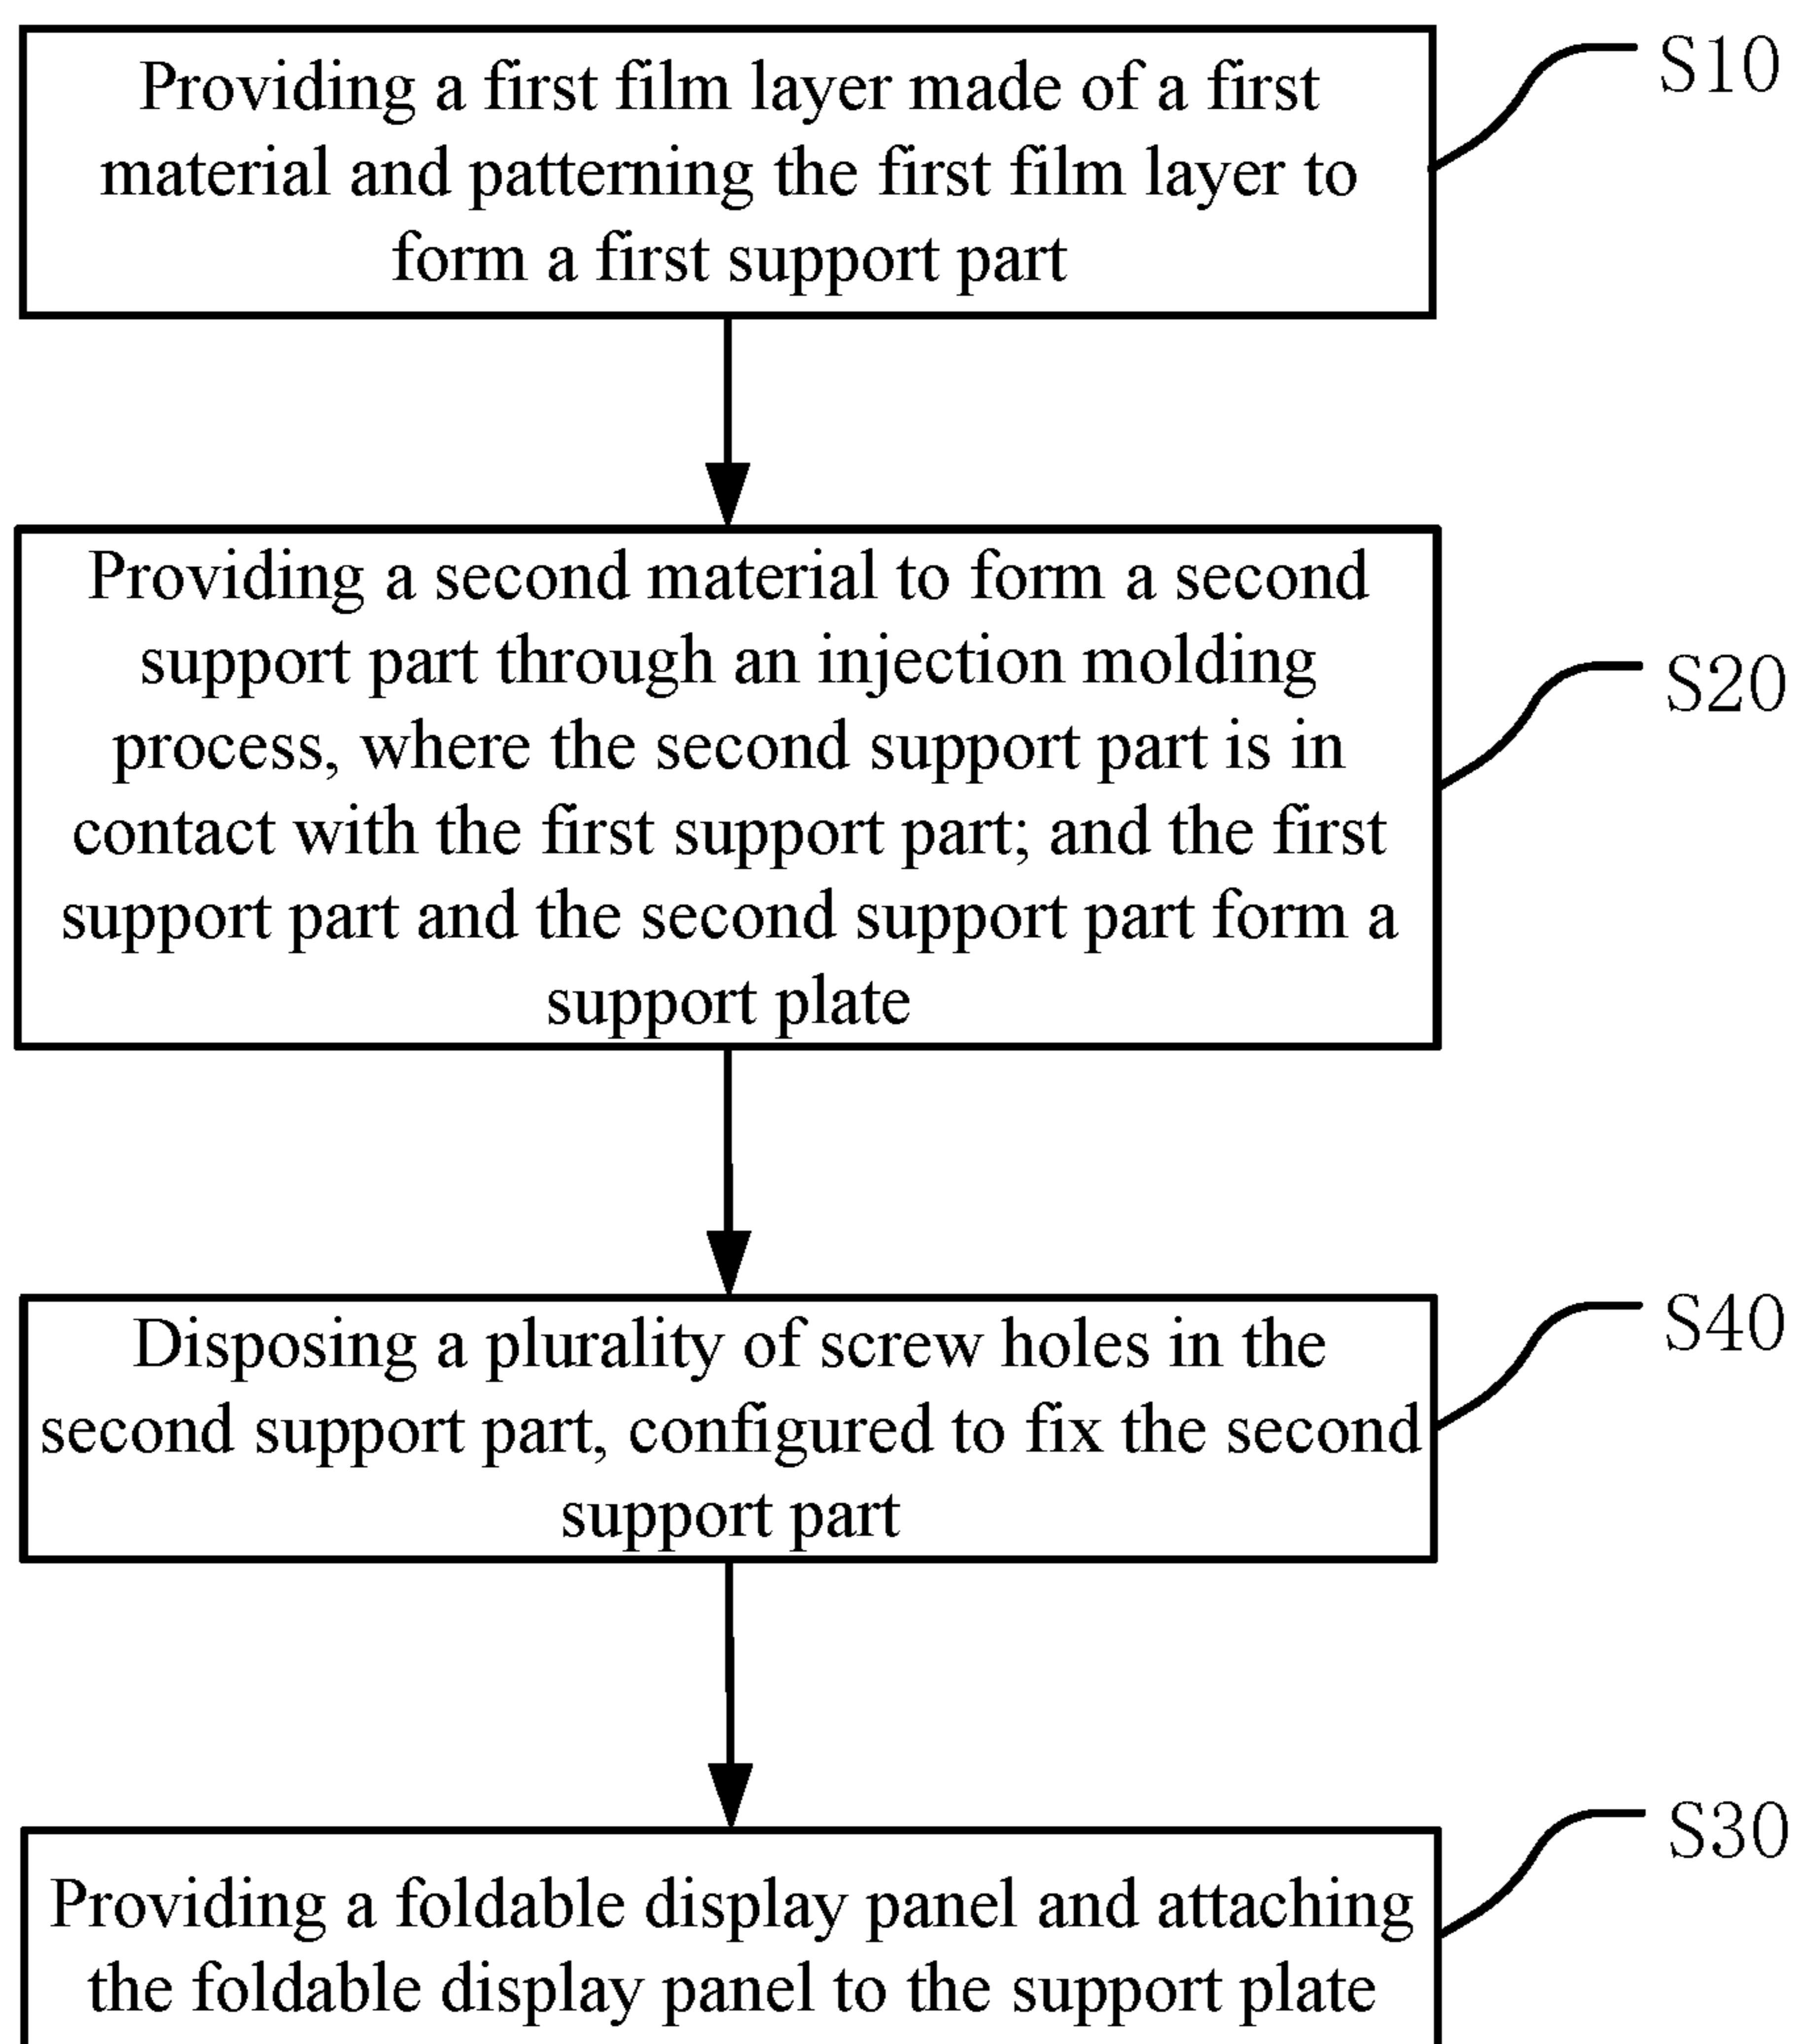 Providing a first film layer made of a first
material and patterning the first film layer to
form a first support part
S10
Providing a second material to form a second
support part through an injection molding
process, where the second support part is in
contact with the first support part; and the first
support part and the second support part form a
support plate
S20
Disposing a plurality of screw holes in the
second support part, configured to fix the second
support part
S40
Providing a foldable display panel and attaching
the foldable display panel to the support plate
S30